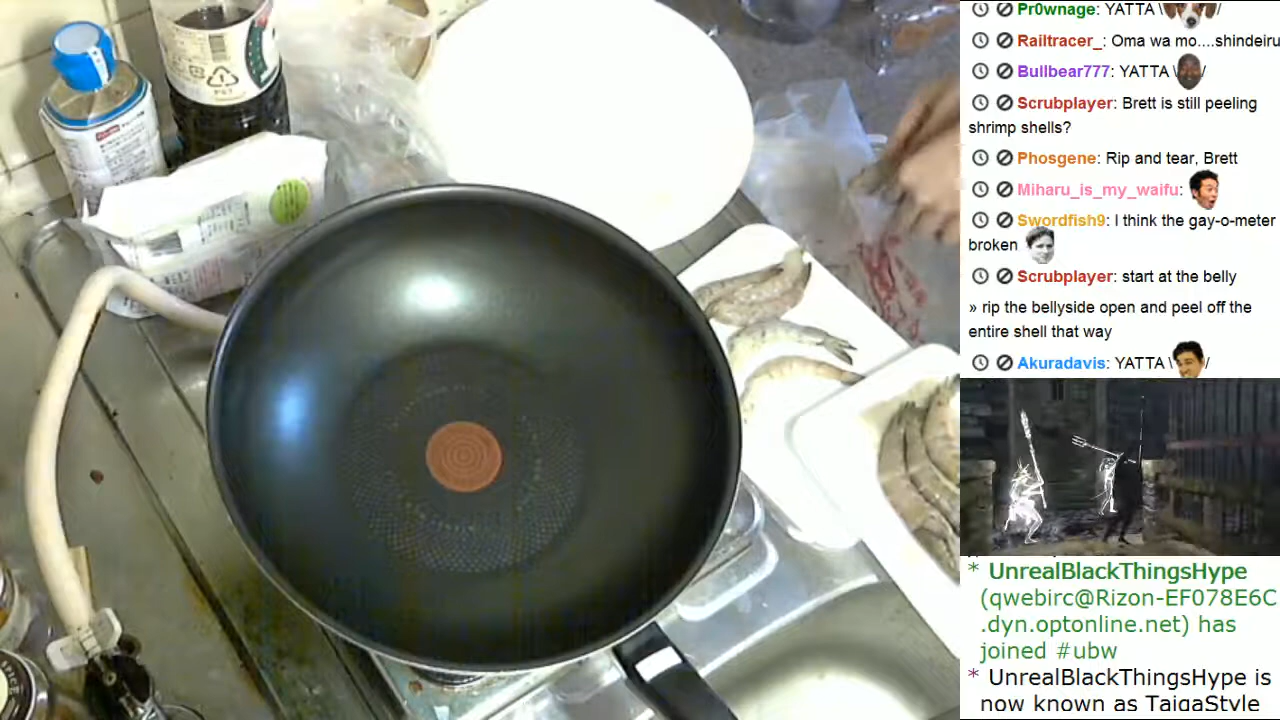 Pr0wnage: YATTA \ /
Railtracer_: Oma wa mo....shindeiru
Bullbear777: YATTA \ /
Scrubplayer: Brett is still peeling
shrimp shells?
Phosgene: Rip and tear, Brett
Miharu_is_my_waifu:
Swordfish9: I think the gay-o-meter
broken
Scrubplayer: start at the belly
» rip the bellyside open and peel off the
entire shell that way
Akuradavis: YATTA \ /
* UnrealBlackThingsHype
(qwebirc@Rizon-EF078E6C
.dyn.optonline.net) has
joined #ubw
* UnrealBlackThingsHype is
now known as TaigaStyle